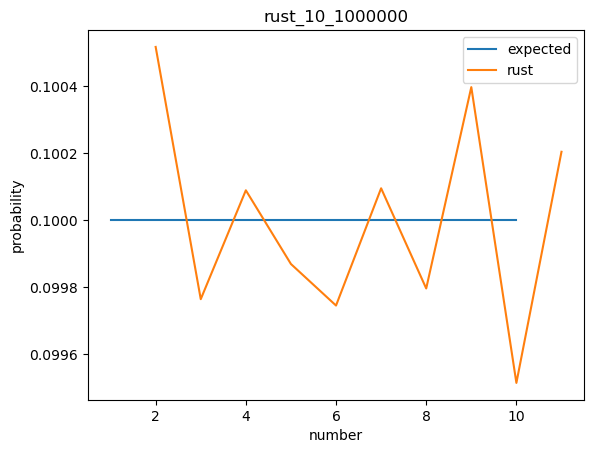 rust_10_1000000
expected
rust
probability
0.1004
0.1002
0.1000
0.0998
0.0996
2 4 6 8 10
number